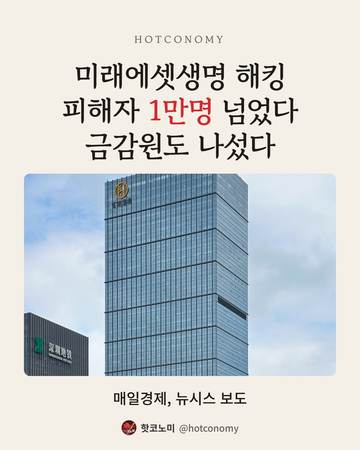 HOTCONOMY
미래에셋생명 해킹
피해자 1만명 넘었다
금감원도 나섰다
매일경제, 뉴시스 보도
핫코노미 @hotconomy